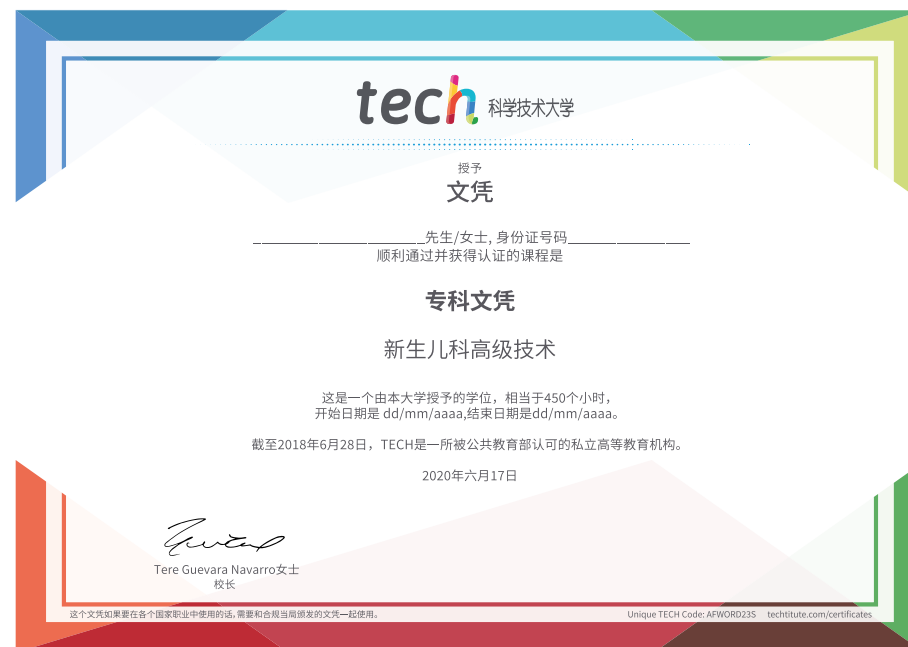 tech 科学技术大学
授予
文凭
______________________先生/女士, 身份证号码________________
顺利通过并获得认证的课程是
专科文凭
新生儿科高级技术
这是一个由本大学授予的学位，相当于450个小时，
开始日期是 dd/mm/aaaa,结束日期是dd/mm/aaaa。
截至2018年6月28日，TECH是一所被公共教育部认可的私立高等教育机构。
2020年六月17日
Tere Guevara Navarro女士
校长
这个文凭如果要在各个国家职业中使用的话,需要和合规当局颁发的文凭一起使用。
Unique TECH Code: AFWORD23S techtitute.com/certificates